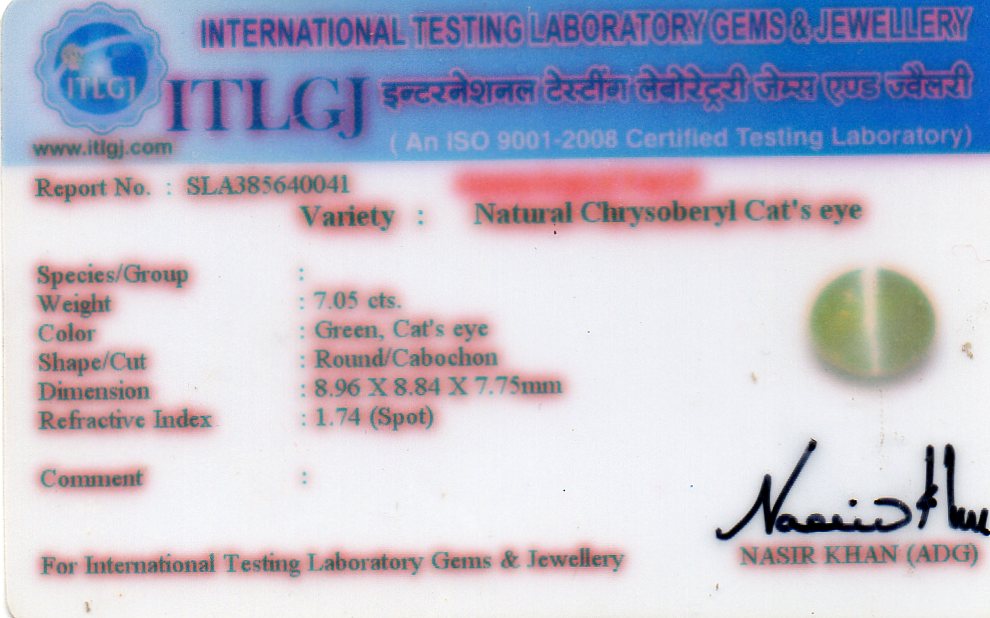 INTERNATIONAL TESTING LABORATORY GEMS & JEWELLERY
ITLGJ
ITLGJ
इन्टरनेशनल टेस्टींग लेबोरेट्ररी जेम्स एण्ड ज्वैलरी
( An ISO 9001-2008 Certified Testing Laboratory)
www.itlgj.com
Report No. : SLA385640041
Variety : Natural Chrysoberyl Cat's eye
Species/Group :
Weight : 7.05 cts.
Color : Green, Cat's eye
Shape/Cut : Round/Cabochon
Dimension : 8.96 X 8.84 X 7.75mm
Refractive Index : 1.74 (Spot)
Comment :
Nasir Khan
For International Testing Laboratory Gems & Jewellery
NASIR KHAN (ADG)